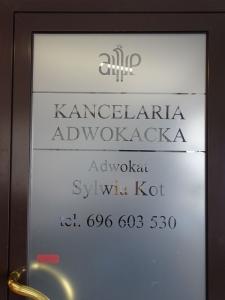 KANCELARIA
ADWOKACKA
Adwokat
Sylwia Kot
tel. 696 603 530